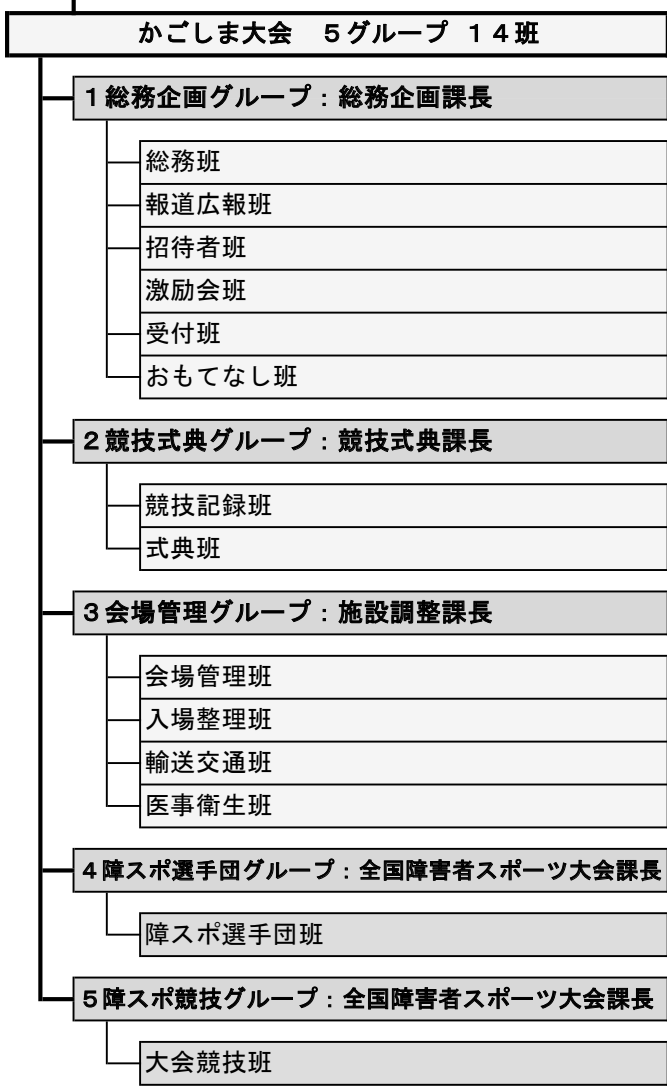 かごしま大会　５グループ　１４班
１総務企画グループ：総務企画課長
総務班
報道広報班
招待者班
激励会班
受付班
おもてなし班
２競技式典グループ：競技式典課長
競技記録班
式典班
３会場管理グループ：施設調整課長
会場管理班
入場整理班
輸送交通班
医事衛生班
４障スポ選手団グループ：全国障害者スポーツ大会課長
障スポ選手団班
５障スポ競技グループ：全国障害者スポーツ大会課長
大会競技班